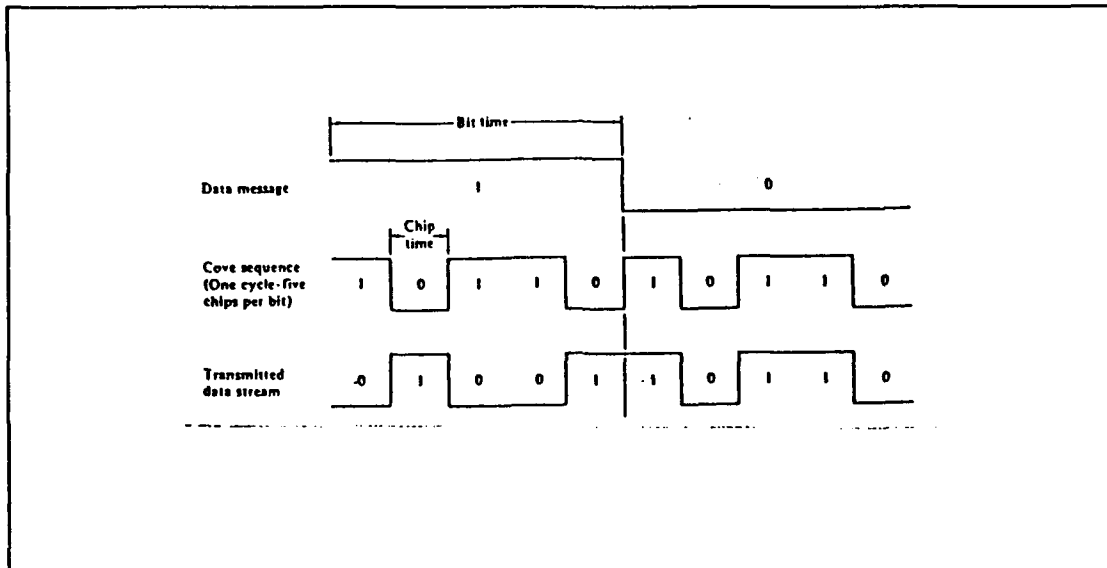 Bit time
Data message
1 0
Chip
time
Cove sequence
(One cycle-five
chips per bit)
1 0 1 1 0 1 0 1 1 0
Transmitted
data stream
-0 1 0 0 1 -1 0 1 1 0